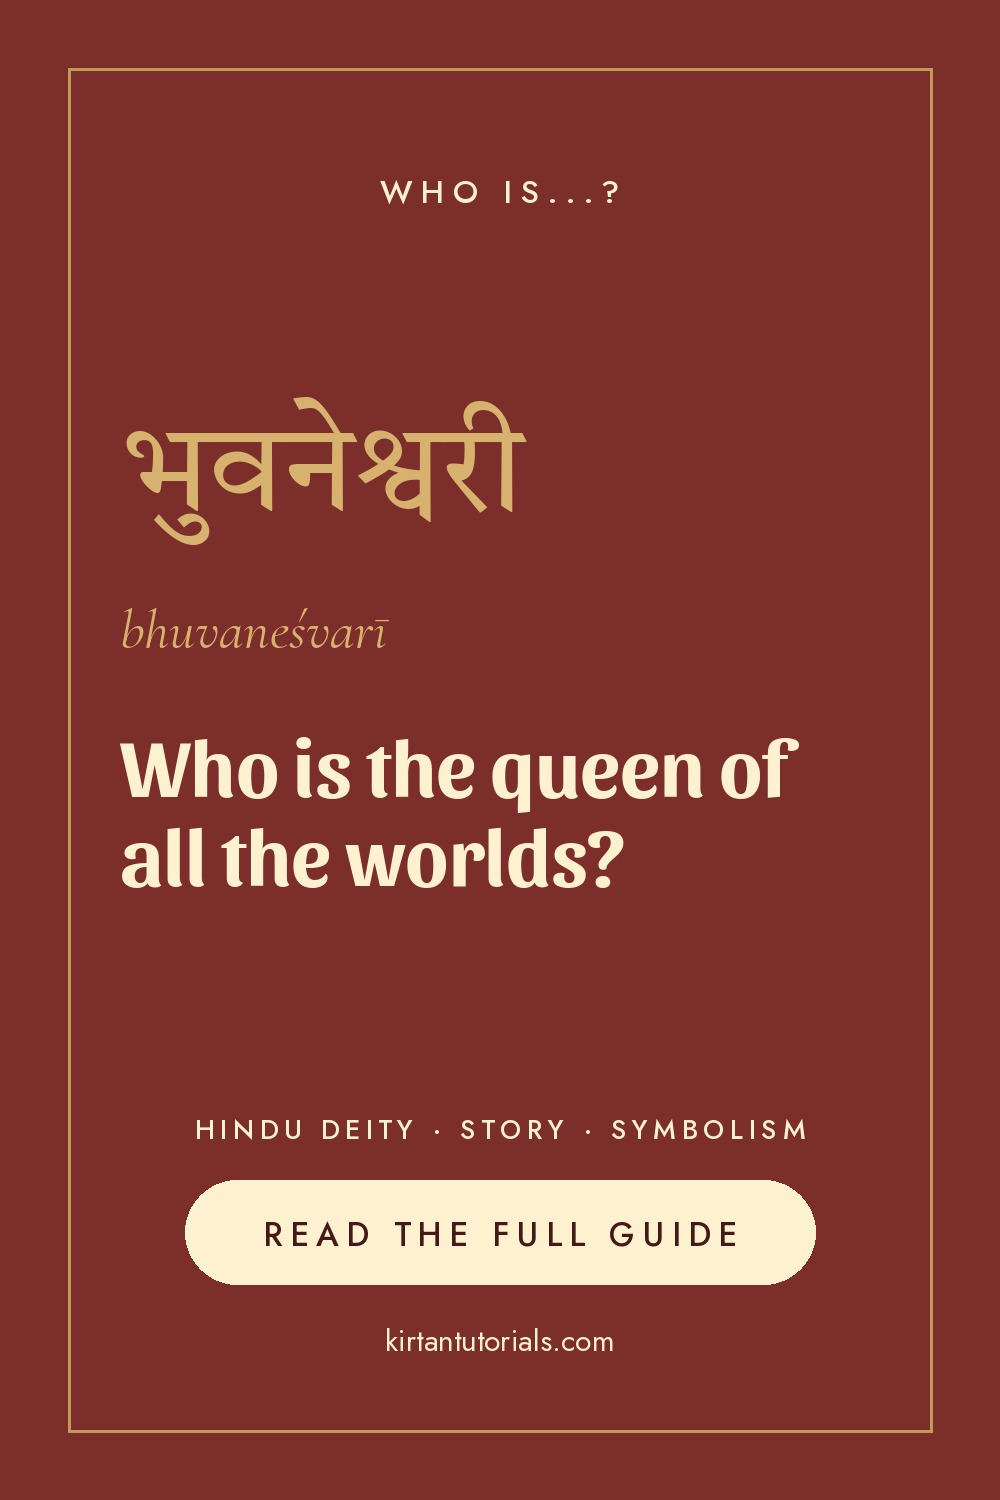 WHO IS...?
भुवनेश्वरी
bhuvaneśvarī
Who is the queen of
all the worlds?
HINDU DEITY · STORY · SYMBOLISM
READ THE FULL GUIDE
kirtantutorials.com